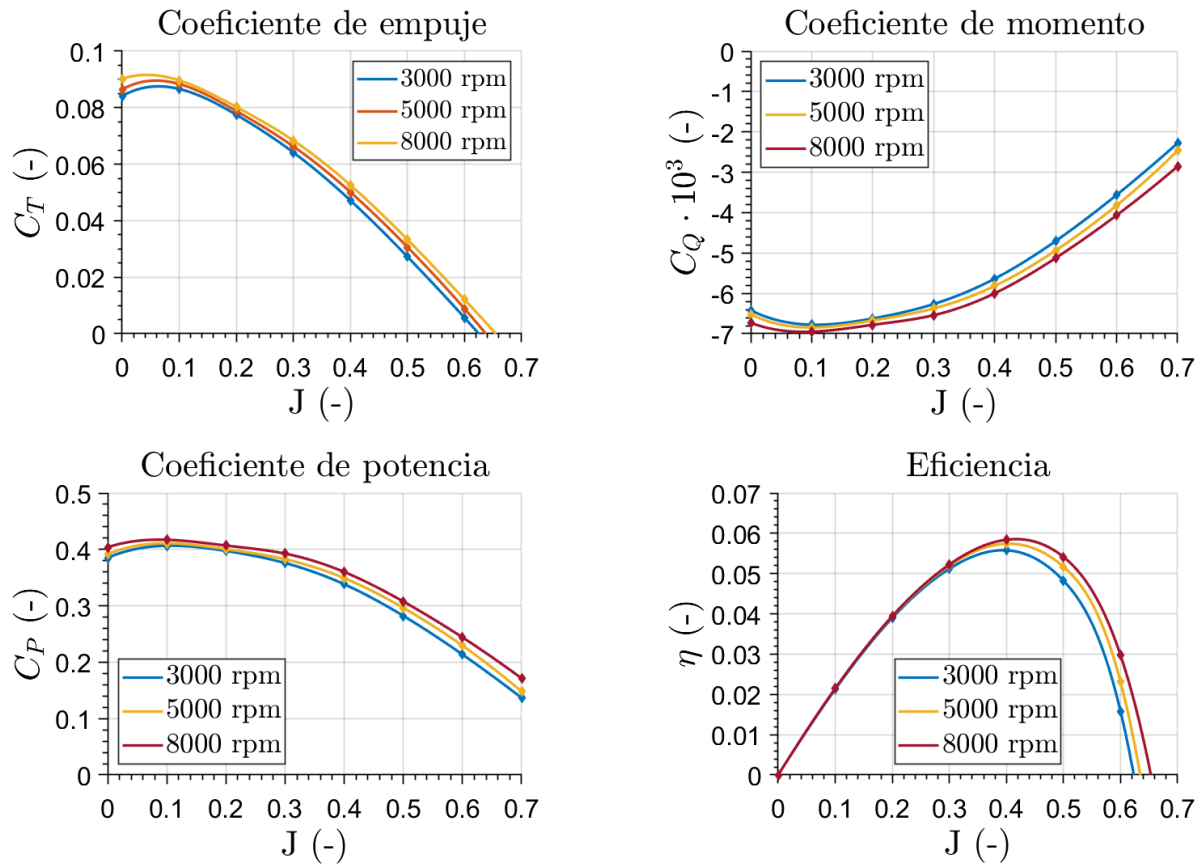 Coeficiente de empuje
0.1
0.08
0.06
0.04
0.02
0
C_T (-)
3000 rpm
5000 rpm
8000 rpm
0 0.1 0.2 0.3 0.4 0.5 0.6 0.7
J (-)
Coeficiente de momento
0
-1
-2
-3
-4
-5
-6
-7
C_Q · 10^3 (-)
3000 rpm
5000 rpm
8000 rpm
0 0.1 0.2 0.3 0.4 0.5 0.6 0.7
J (-)
Coeficiente de potencia
0.5
0.4
0.3
0.2
0.1
0
C_P (-)
3000 rpm
5000 rpm
8000 rpm
0 0.1 0.2 0.3 0.4 0.5 0.6 0.7
J (-)
Eficiencia
0.07
0.06
0.05
0.04
0.03
0.02
0.01
0
η (-)
3000 rpm
5000 rpm
8000 rpm
0 0.1 0.2 0.3 0.4 0.5 0.6 0.7
J (-)